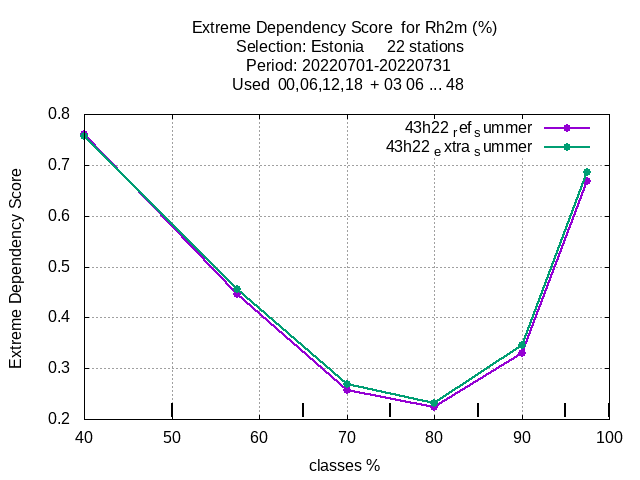 Extreme Dependency Score for Rh2m (%)
Selection: Estonia 22 stations
Period: 20220701-20220731
Used 00,06,12,18 + 03 06 ... 48
43h22 ref summer
43h22 extra summer
Extreme Dependency Score
0.8
0.7
0.6
0.5
0.4
0.3
0.2
40 50 60 70 80 90 100
classes %